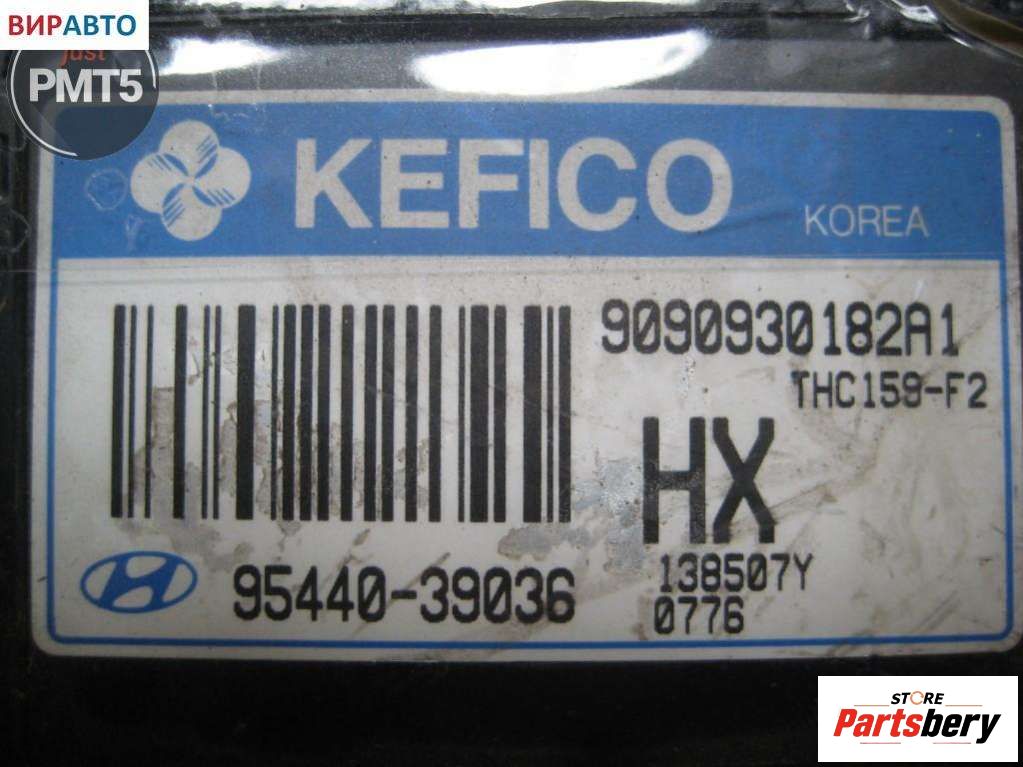 ВИРАВТО
just
PMT5
KEFICO
KOREA
9090930182A1
THC159-F2
HX
138507Y
0776
95440-39036
STORE
Partsbery